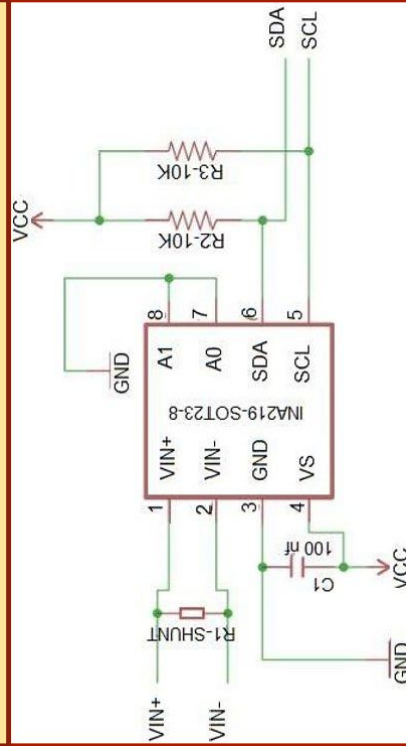 SDA
SCL
VCC
R3-10K
R2-10K
GND
8
7
6
5
A1
A0
SDA
SCL
INA219-SOT23-8
VIN+
VIN-
GND
VS
1
2
3
4
100 nf
C1
R1-SHUNT
VIN+
VIN-
VCC
GND